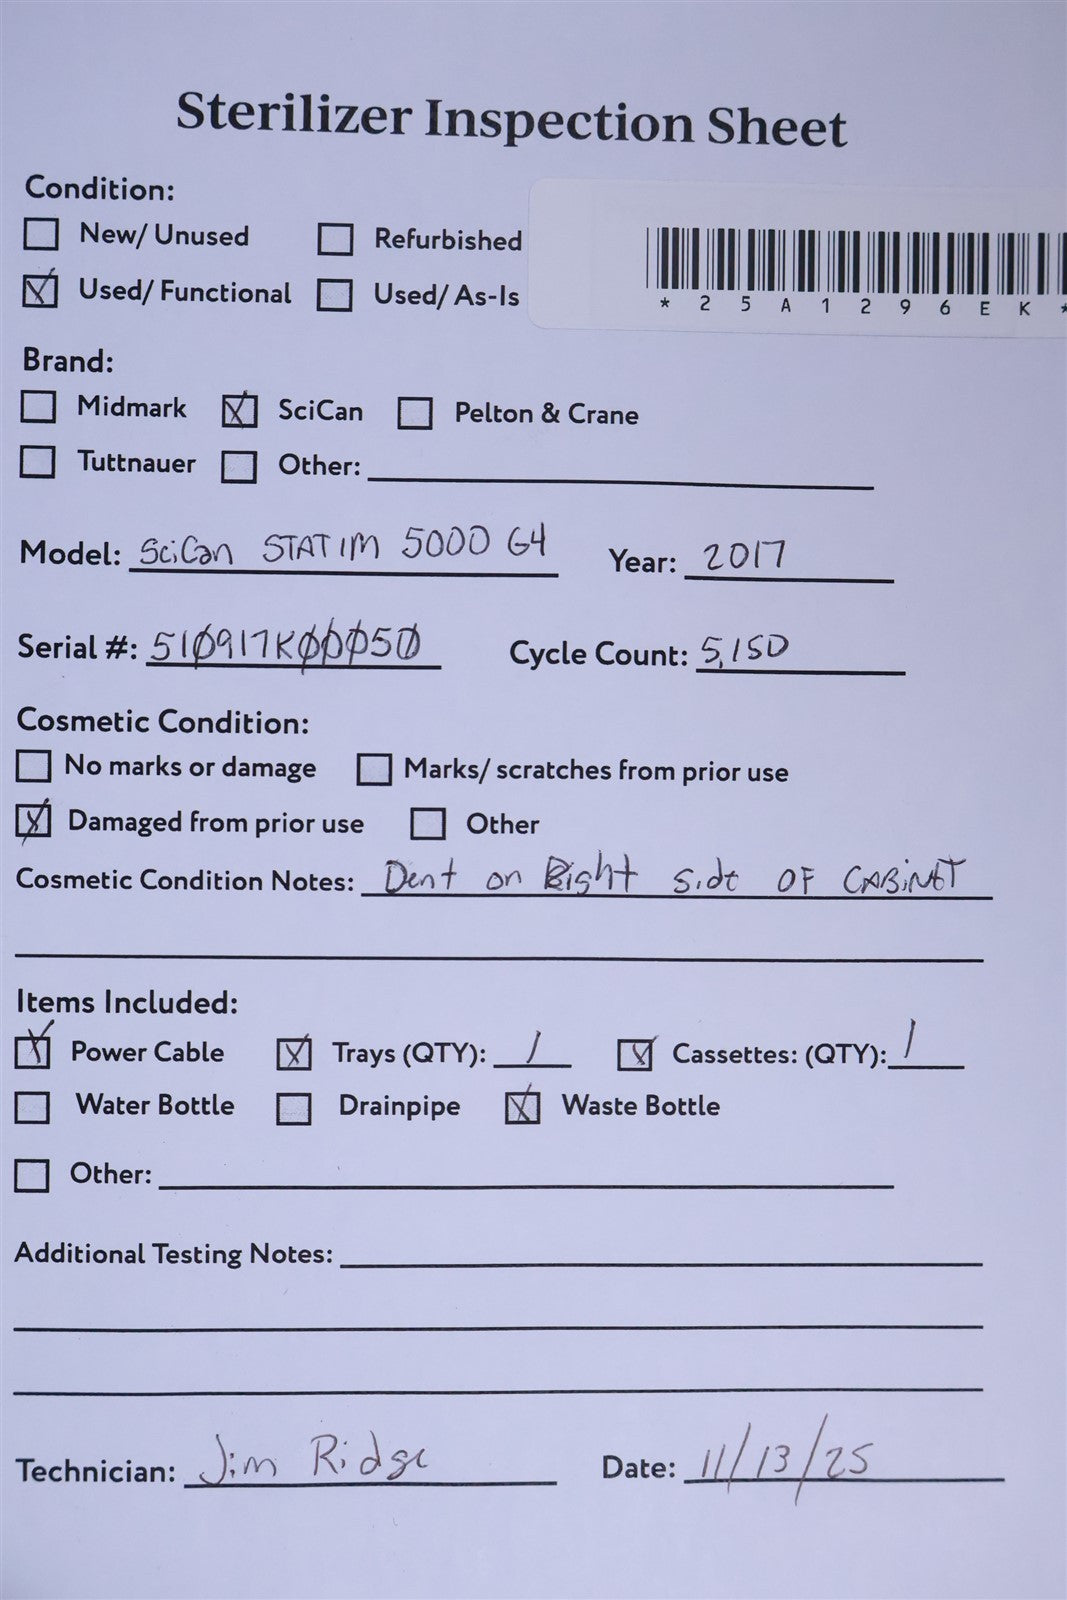 Sterilizer Inspection Sheet
Condition:
New/ Unused Refurbished
Used/ Functional Used/ As-Is
* 2 5 A 1 2 9 6 E K *
Brand:
Midmark SciCan Pelton & Crane
Tuttnauer Other:
Model: SciCan STATIM 5000 G4 Year: 2017
Serial #: 510917K00050 Cycle Count: 5,150
Cosmetic Condition:
No marks or damage Marks/ scratches from prior use
Damaged from prior use Other
Cosmetic Condition Notes: Dent on Right side OF CABiNET
Items Included:
Power Cable Trays (QTY): 1 Cassettes: (QTY): 1
Water Bottle Drainpipe Waste Bottle
Other:
Additional Testing Notes:
Technician: Jim Ridge Date: 11/13/25